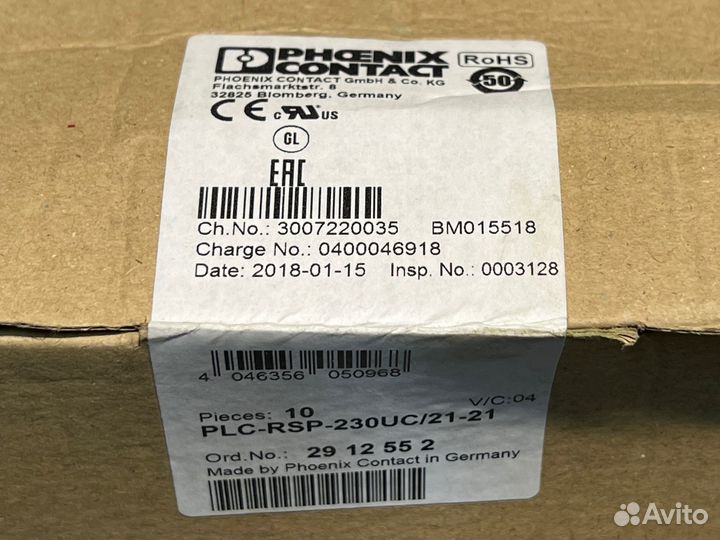 PHOENIX
CONTACT
RoHS
50
PHOENIX CONTACT GmbH & Co. KG
Flachsmarktstr. 8
32825 Blomberg, Germany
CE c RU US
GL
EAC
Ch.No.: 3007220035 BM015518
Charge No.: 0400046918
Date: 2018-01-15 Insp. No.: 0003128
4 046356 050968
V/C:04
Pieces: 10
PLC-RSP-230UC/21-21
Ord.No.: 29 12 55 2
Made by Phoenix Contact in Germany
Avito